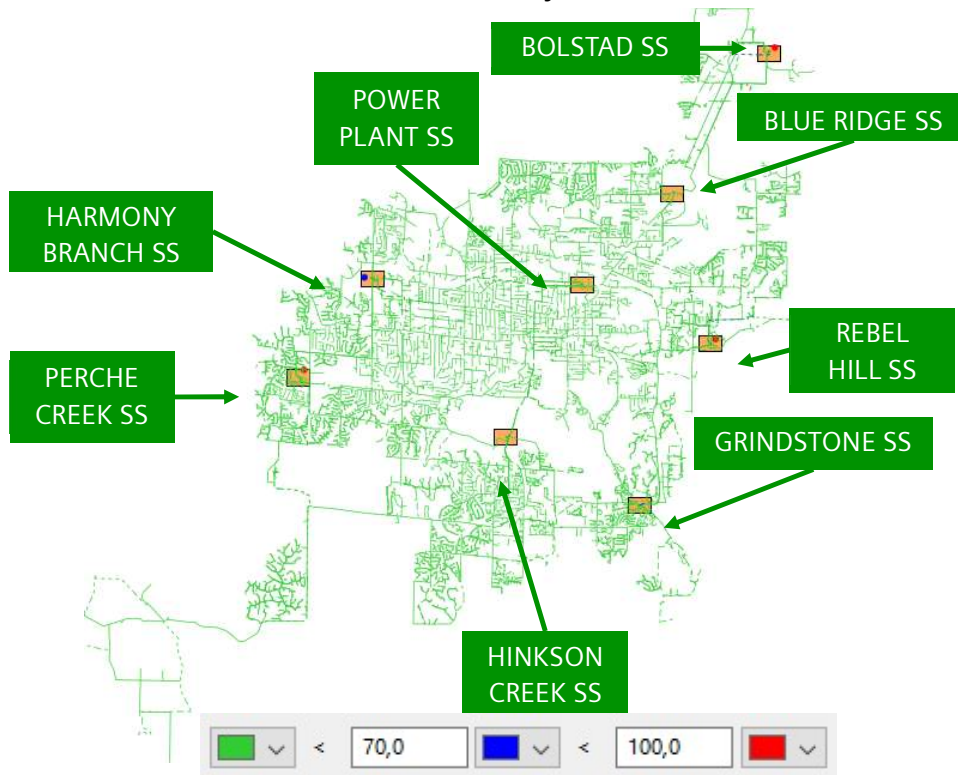 BOLSTAD SS
POWER
PLANT SS
BLUE RIDGE SS
HARMONY
BRANCH SS
REBEL
HILL SS
PERCHE
CREEK SS
GRINDSTONE SS
HINKSON
CREEK SS
< 70,0 < 100,0